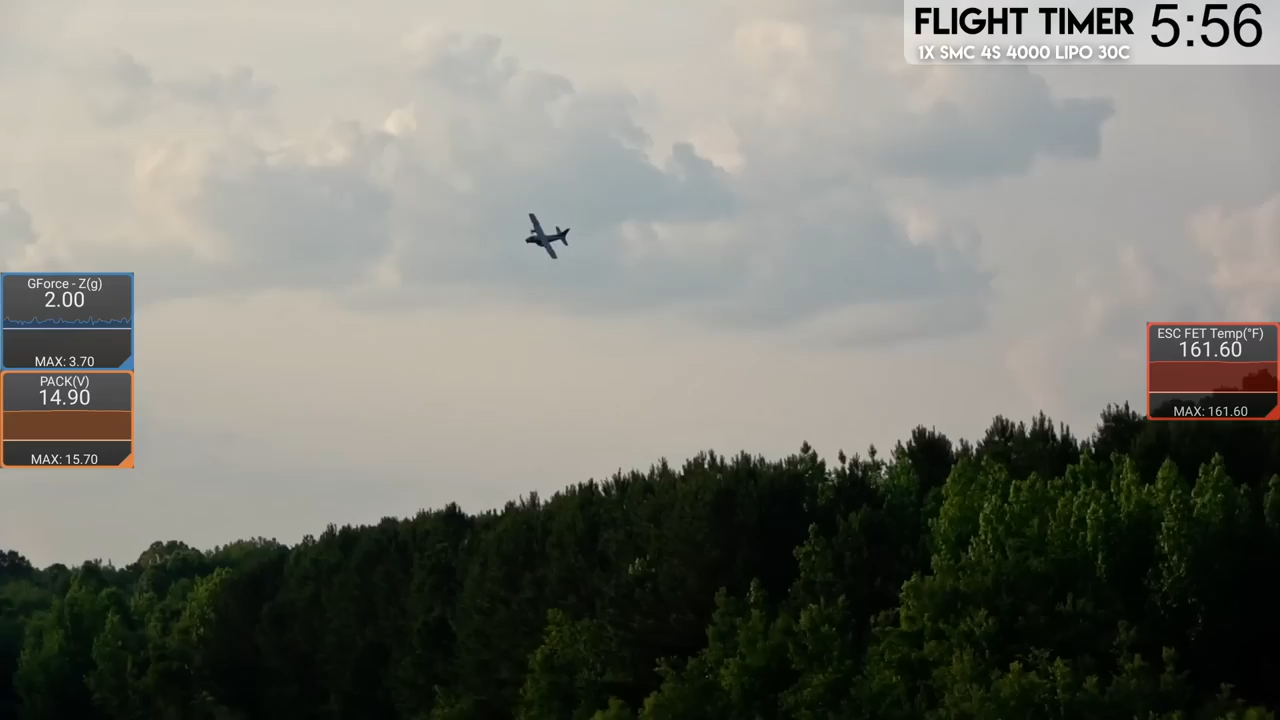 FLIGHT TIMER 5:56
1X SMC 4S 4000 LIPO 30C
GForce - Z(g)
2.00
MAX: 3.70
PACK(V)
14.90
MAX: 15.70
ESC FET Temp(°F)
161.60
MAX: 161.60